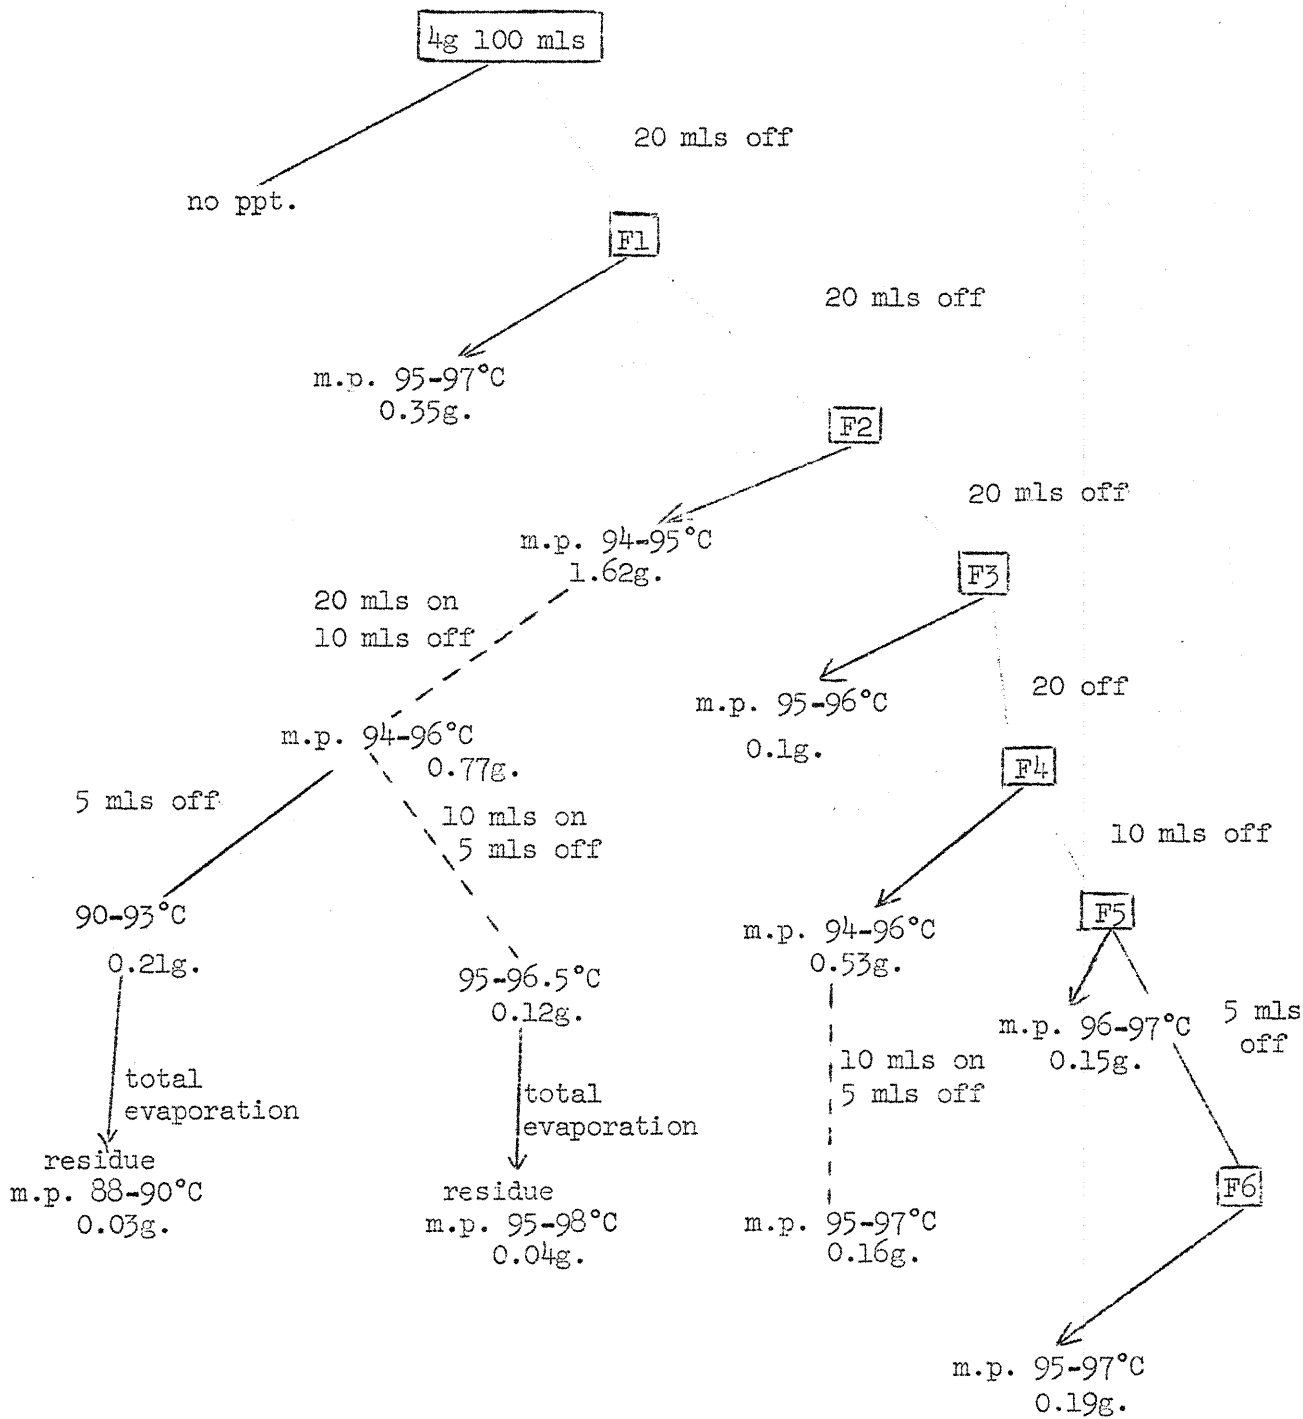 4g 100 mls
20 mls off
no ppt.
F1
20 mls off
m.p. 95-97°C
0.35g.
F2
20 mls off
m.p. 94-95°C
1.62g.
F3
20 mls on
10 mls off
20 off
m.p. 95-96°C
0.1g.
m.p. 94-96°C
0.77g.
F4
5 mls off
10 mls on
5 mls off
10 mls off
90-93°C
0.21g.
F5
m.p. 94-96°C
0.53g.
95-96.5°C
0.12g.
m.p. 96-97°C
0.15g.
5 mls
off
total
evaporation
10 mls on
5 mls off
total
evaporation
residue
m.p. 88-90°C
0.03g.
residue
m.p. 95-98°C
0.04g.
m.p. 95-97°C
0.16g.
F6
m.p. 95-97°C
0.19g.